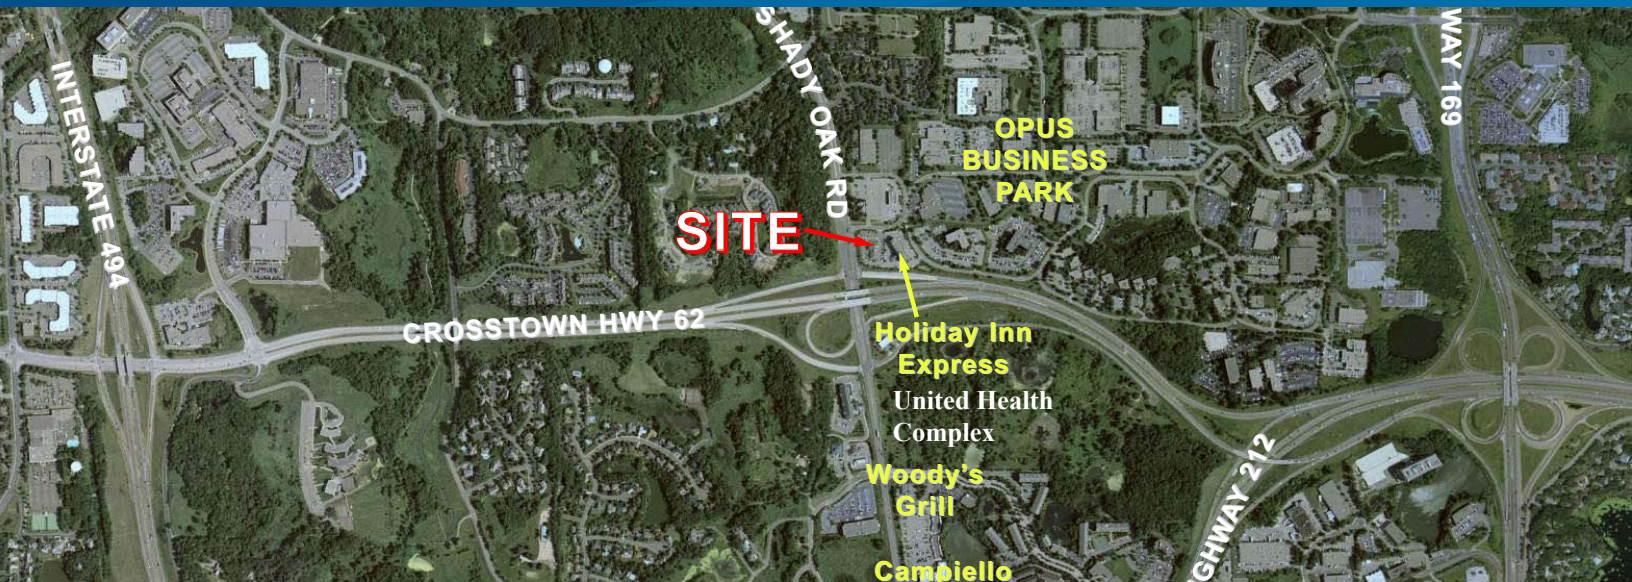 INTERSTATE 494
SHADY OAK RD
WAY 169
OPUS
BUSINESS
PARK
SITE
CROSSTOWN HWY 62
Holiday Inn
Express
United Health
Complex
Woody's
Grill
GHWAY 212
Campiello